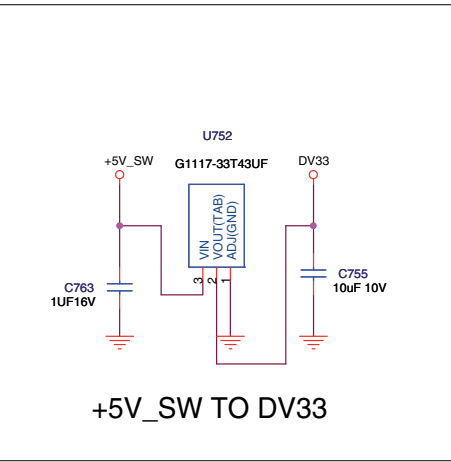 U752
+5V_SW
G1117-33T43UF
DV33
VIN
VOUT(TAB)
ADJ(GND)
3
2
1
C763
1UF16V
C755
10uF 10V
+5V_SW TO DV33